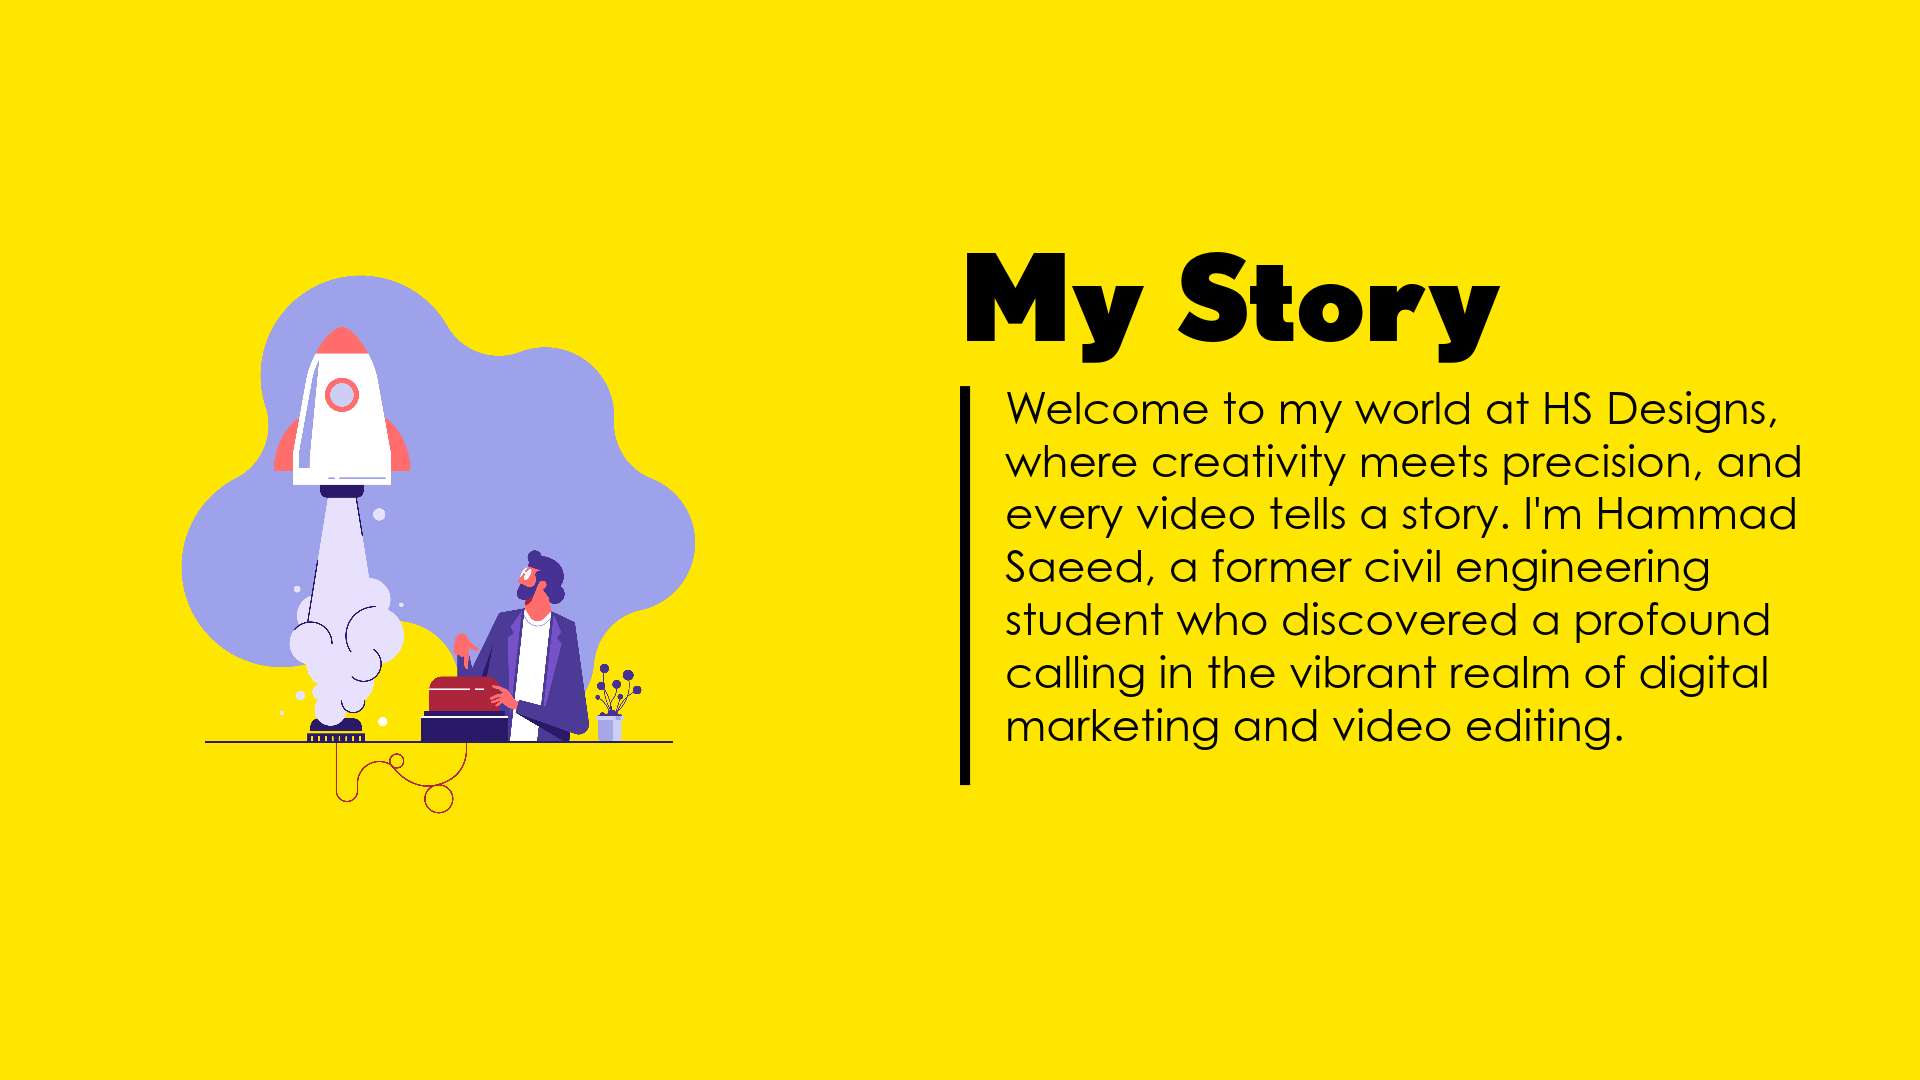 My Story
Welcome to my world at HS Designs,
where creativity meets precision, and
every video tells a story. I'm Hammad
Saeed, a former civil engineering
student who discovered a profound
calling in the vibrant realm of digital
marketing and video editing.